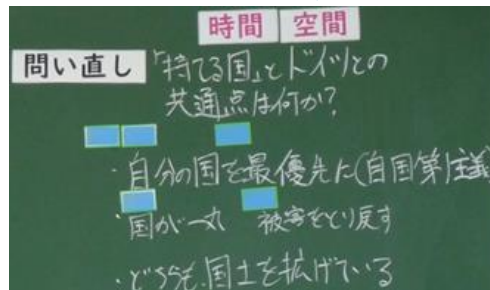 時間 空間
問い直し 「持てる国」とドイツとの
共通点は何か?
・自分の国を最優先に(自国第一主義
・国が一丸 被害をとり戻す
・どちらも国土を拡げている